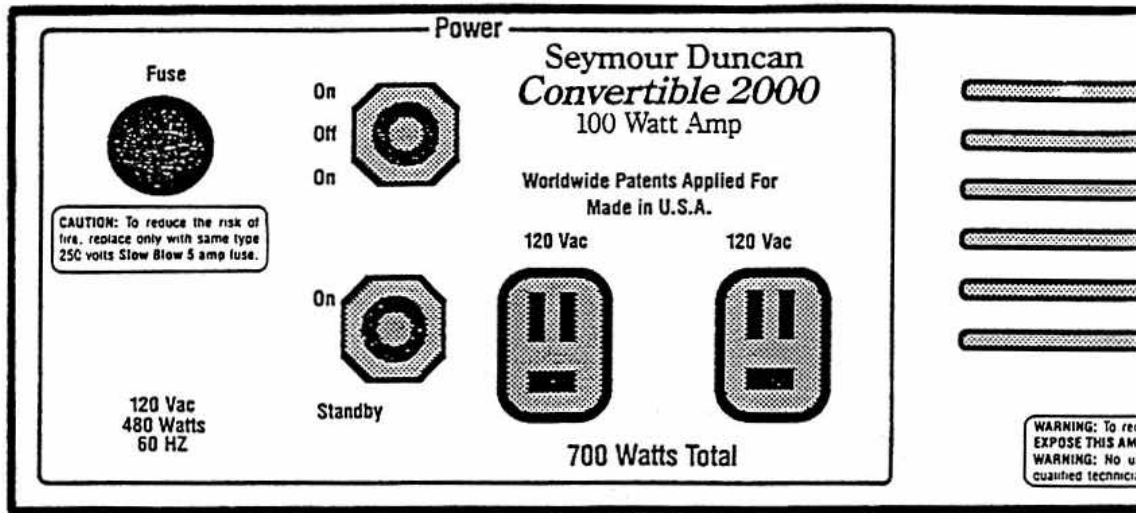 Power
Fuse
On
Off
On
CAUTION: To reduce the risk of
fire, replace only with same type
250 volts Slow Blow 5 amp fuse.
Seymour Duncan
Convertible 2000
100 Watt Amp
Worldwide Patents Applied For
Made in U.S.A.
120 Vac
120 Vac
On
Standby
120 Vac
480 Watts
60 HZ
700 Watts Total
WARNING: To
EXPOSE THIS
WARNING: No
qualified